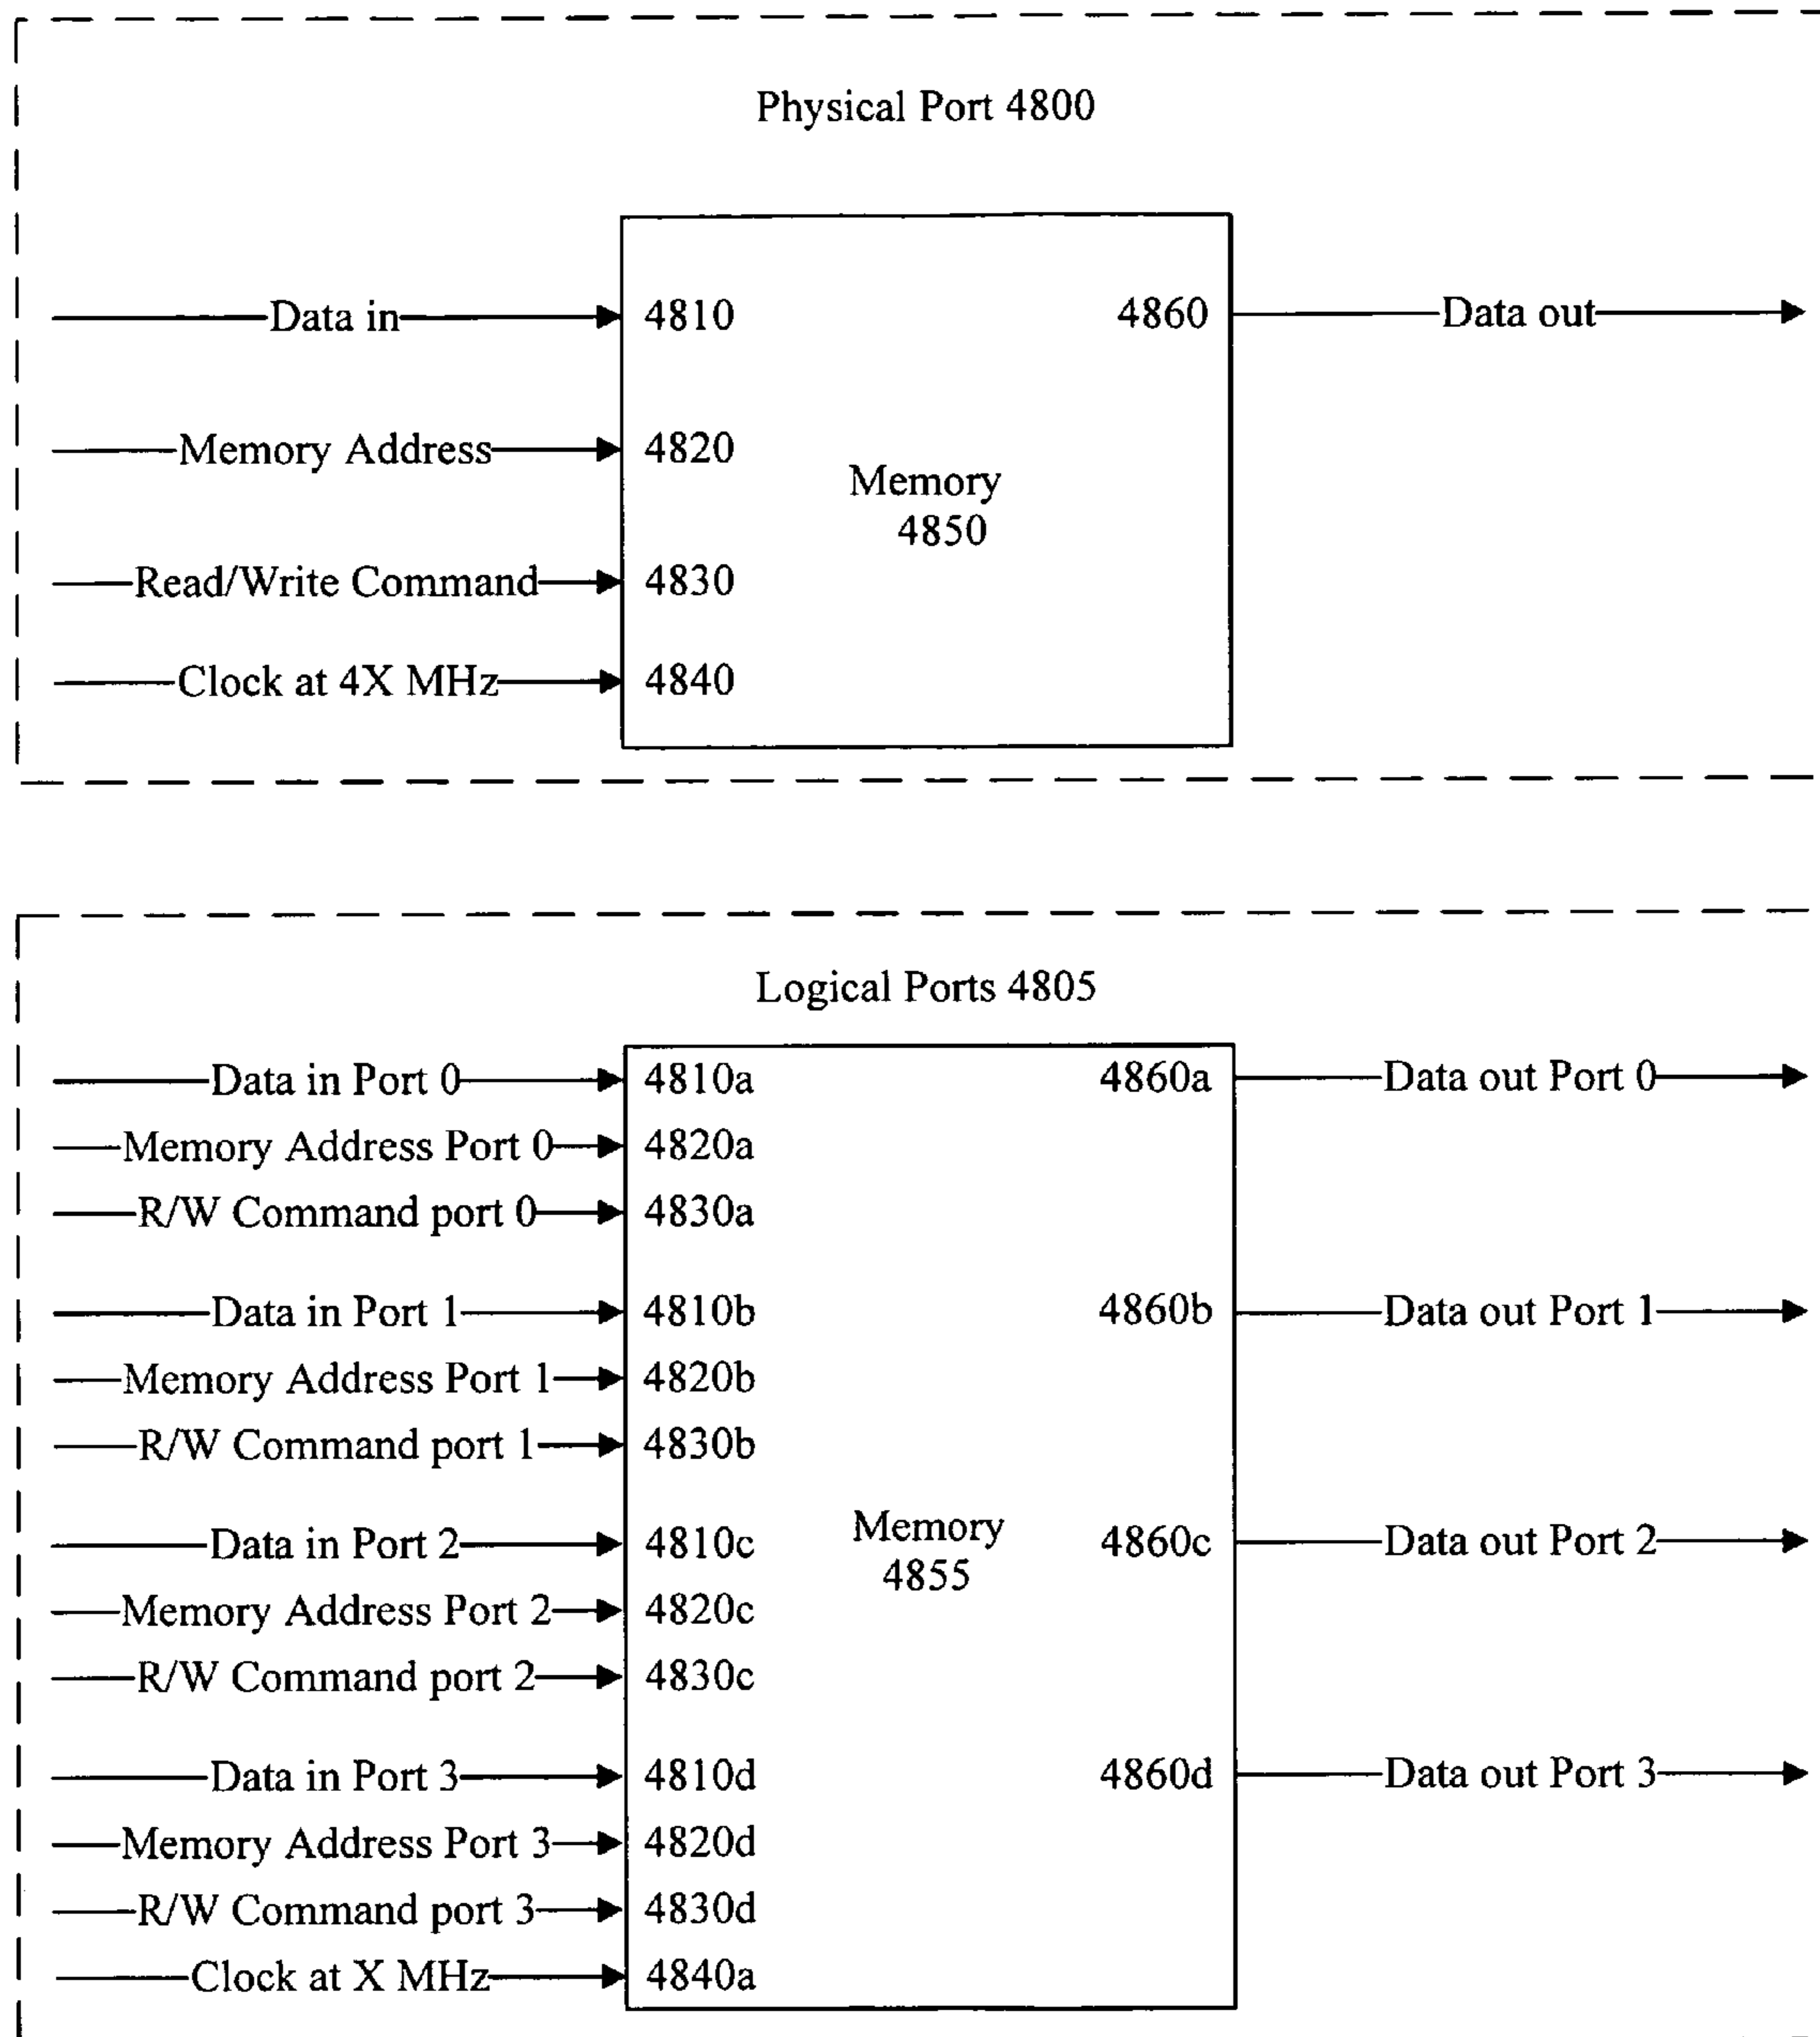 Physical Port 4800
Data in 4810 4860 Data out
Memory Address 4820
Memory
4850
Read/Write Command 4830
Clock at 4X MHz 4840
Logical Ports 4805
Data in Port 0 4810a 4860a Data out Port 0
Memory Address Port 0 4820a
R/W Command port 0 4830a
Data in Port 1 4810b 4860b Data out Port 1
Memory Address Port 1 4820b
R/W Command port 1 4830b
Data in Port 2 4810c 4860c Data out Port 2
Memory
4855
Memory Address Port 2 4820c
R/W Command port 2 4830c
Data in Port 3 4810d 4860d Data out Port 3
Memory Address Port 3 4820d
R/W Command port 3 4830d
Clock at X MHz 4840a